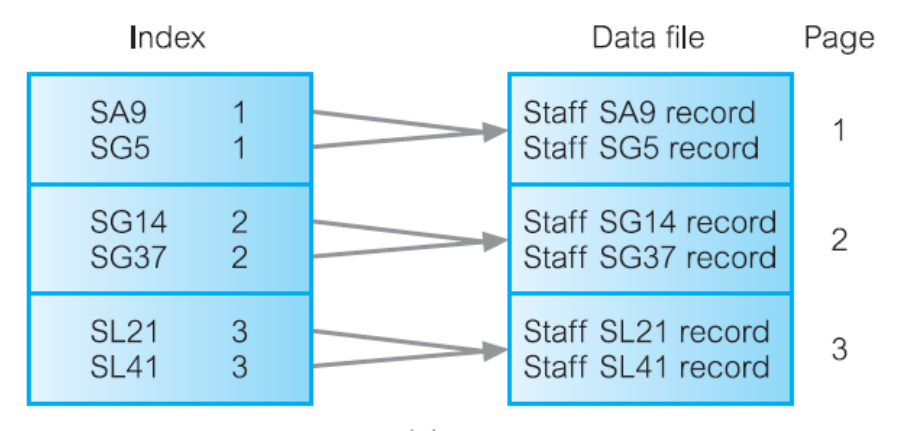 Index Data file Page
SA9 1 Staff SA9 record
SG5 1 Staff SG5 record
1
SG14 2 Staff SG14 record
SG37 2 Staff SG37 record
2
SL21 3 Staff SL21 record
SL41 3 Staff SL41 record
3